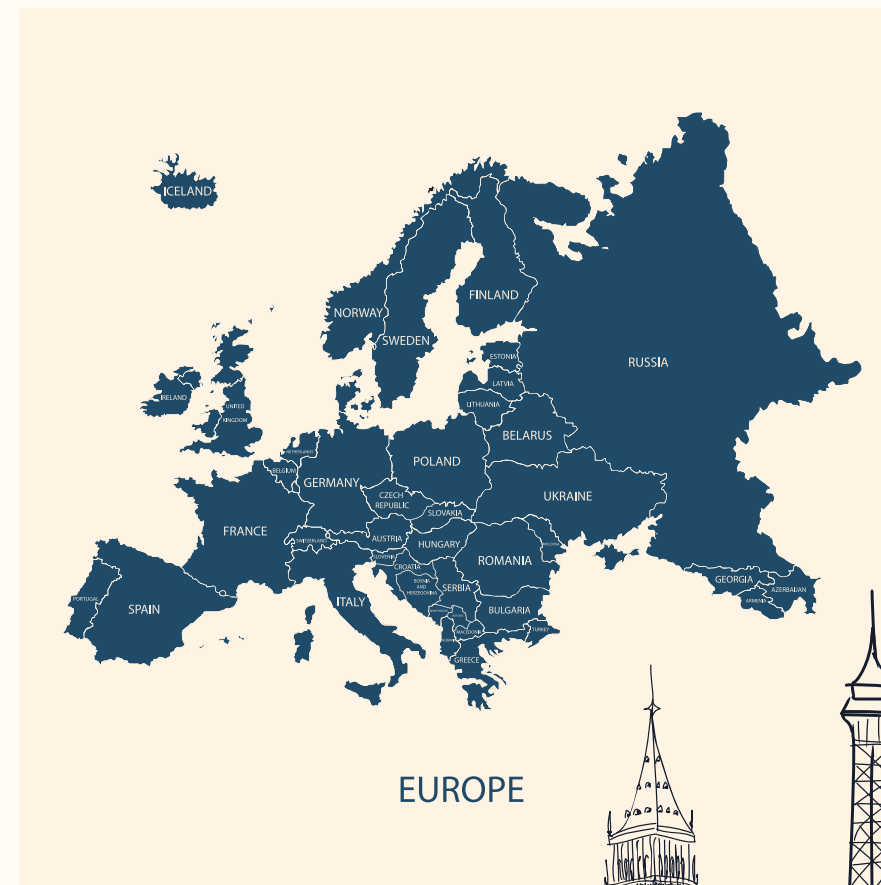 ICELAND
NORWAY
FINLAND
SWEDEN
RUSSIA
ESTONIA
LATVIA
LITHUANIA
IRELAND
UNITED
KINGDOM
BELARUS
NETHERLANDS
BELGIUM
POLAND
GERMANY
CZECH
REPUBLIC
UKRAINE
SLOVAKIA
FRANCE
SWITZERLAND
AUSTRIA
HUNGARY
SLOVENIA
CROATIA
ROMANIA
BOSNIA
AND
HERZEGOVINA
SERBIA
GEORGIA
AZERBAIJAN
ARMENIA
PORTUGAL
SPAIN
ITALY
BULGARIA
MACEDONIA
TURKEY
GREECE
EUROPE